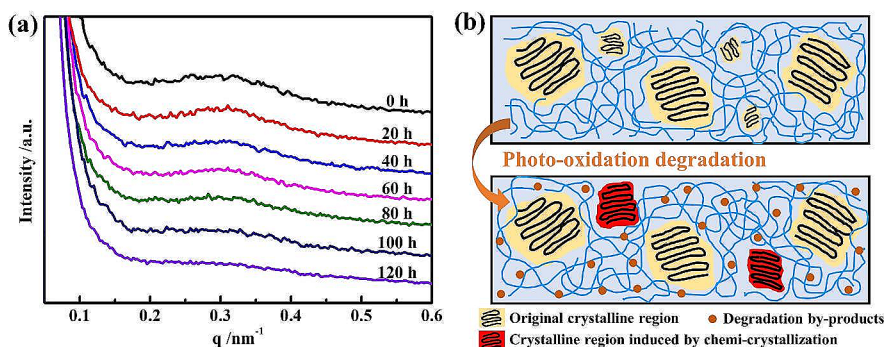 (a)
Intensity /a.u.
0 h
20 h
40 h
60 h
80 h
100 h
120 h
0.1 0.2 0.3 0.4 0.5 0.6
q /nm⁻¹
(b)
Photo-oxidation degradation
Original crystalline region
Degradation by-products
Crystalline region induced by chemi-crystallization